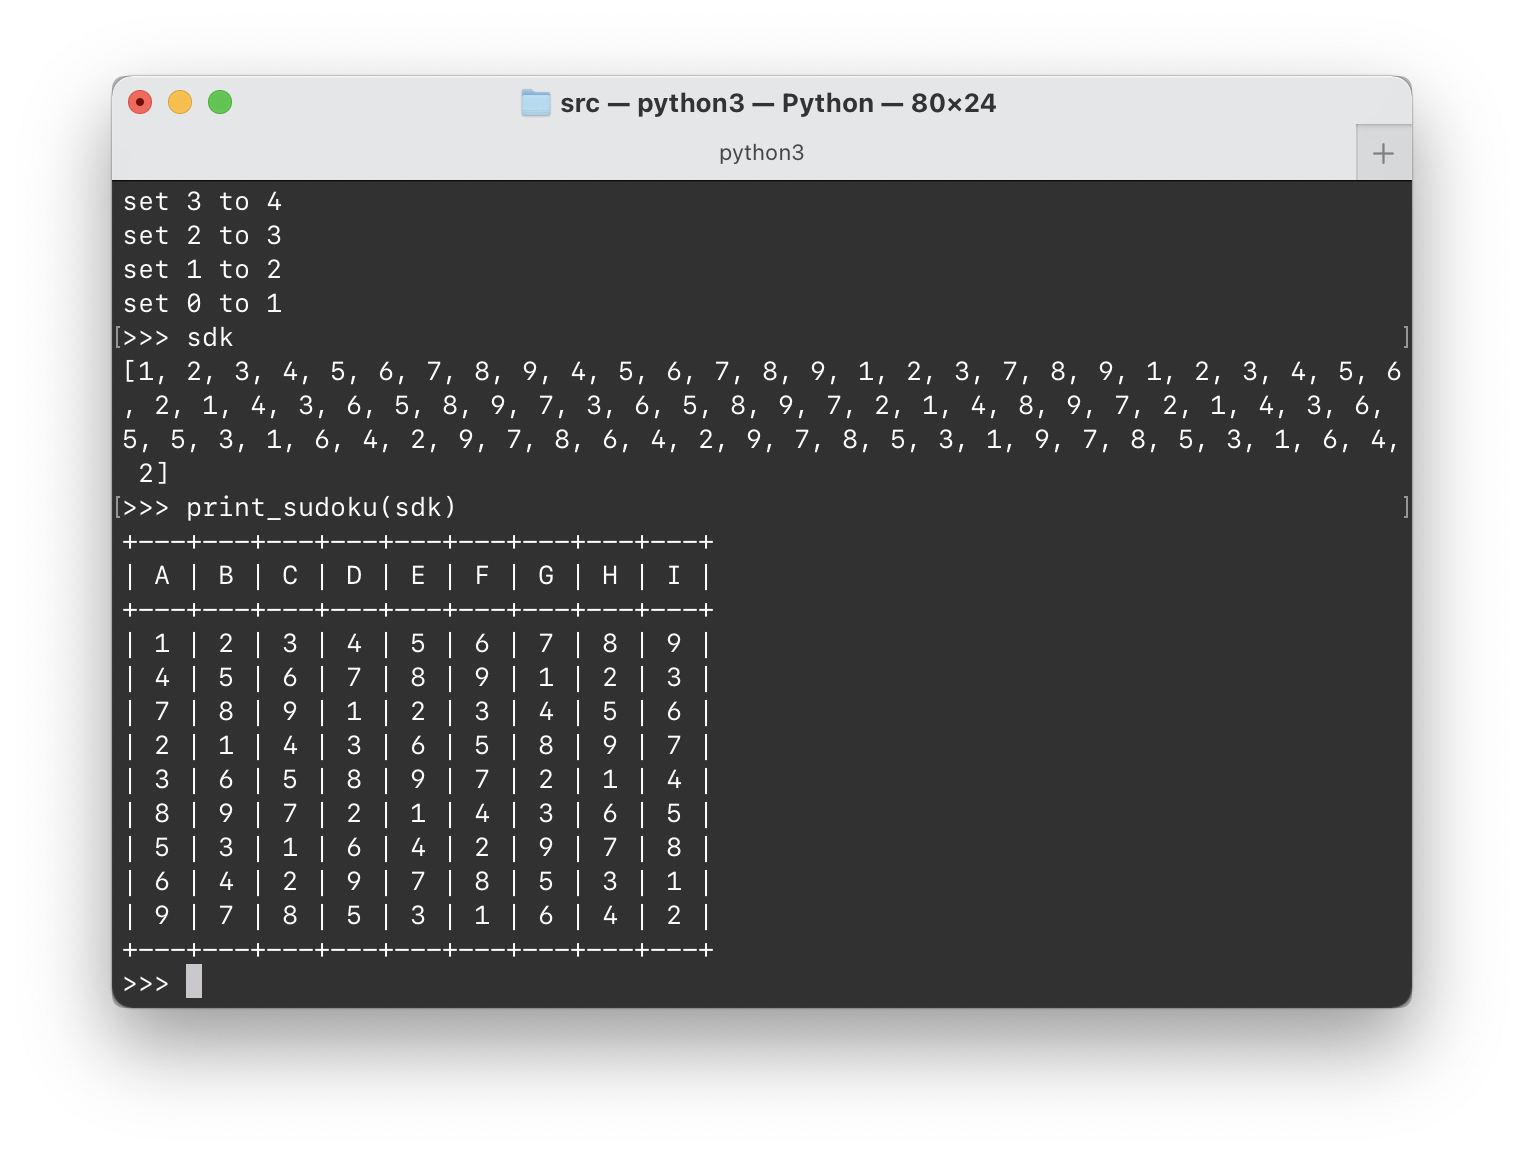 src — python3 — Python — 80×24
python3
set 3 to 4
set 2 to 3
set 1 to 2
set 0 to 1
[>>> sdk ]
[1, 2, 3, 4, 5, 6, 7, 8, 9, 4, 5, 6, 7, 8, 9, 1, 2, 3, 7, 8, 9, 1, 2, 3, 4, 5, 6
, 2, 1, 4, 3, 6, 5, 8, 9, 7, 3, 6, 5, 8, 9, 7, 2, 1, 4, 8, 9, 7, 2, 1, 4, 3, 6,
5, 5, 3, 1, 6, 4, 2, 9, 7, 8, 6, 4, 2, 9, 7, 8, 5, 3, 1, 9, 7, 8, 5, 3, 1, 6, 4,
 2]
[>>> print_sudoku(sdk) ]
+---+---+---+---+---+---+---+---+---+
| A | B | C | D | E | F | G | H | I |
+---+---+---+---+---+---+---+---+---+
| 1 | 2 | 3 | 4 | 5 | 6 | 7 | 8 | 9 |
| 4 | 5 | 6 | 7 | 8 | 9 | 1 | 2 | 3 |
| 7 | 8 | 9 | 1 | 2 | 3 | 4 | 5 | 6 |
| 2 | 1 | 4 | 3 | 6 | 5 | 8 | 9 | 7 |
| 3 | 6 | 5 | 8 | 9 | 7 | 2 | 1 | 4 |
| 8 | 9 | 7 | 2 | 1 | 4 | 3 | 6 | 5 |
| 5 | 3 | 1 | 6 | 4 | 2 | 9 | 7 | 8 |
| 6 | 4 | 2 | 9 | 7 | 8 | 5 | 3 | 1 |
| 9 | 7 | 8 | 5 | 3 | 1 | 6 | 4 | 2 |
+---+---+---+---+---+---+---+---+---+
>>>